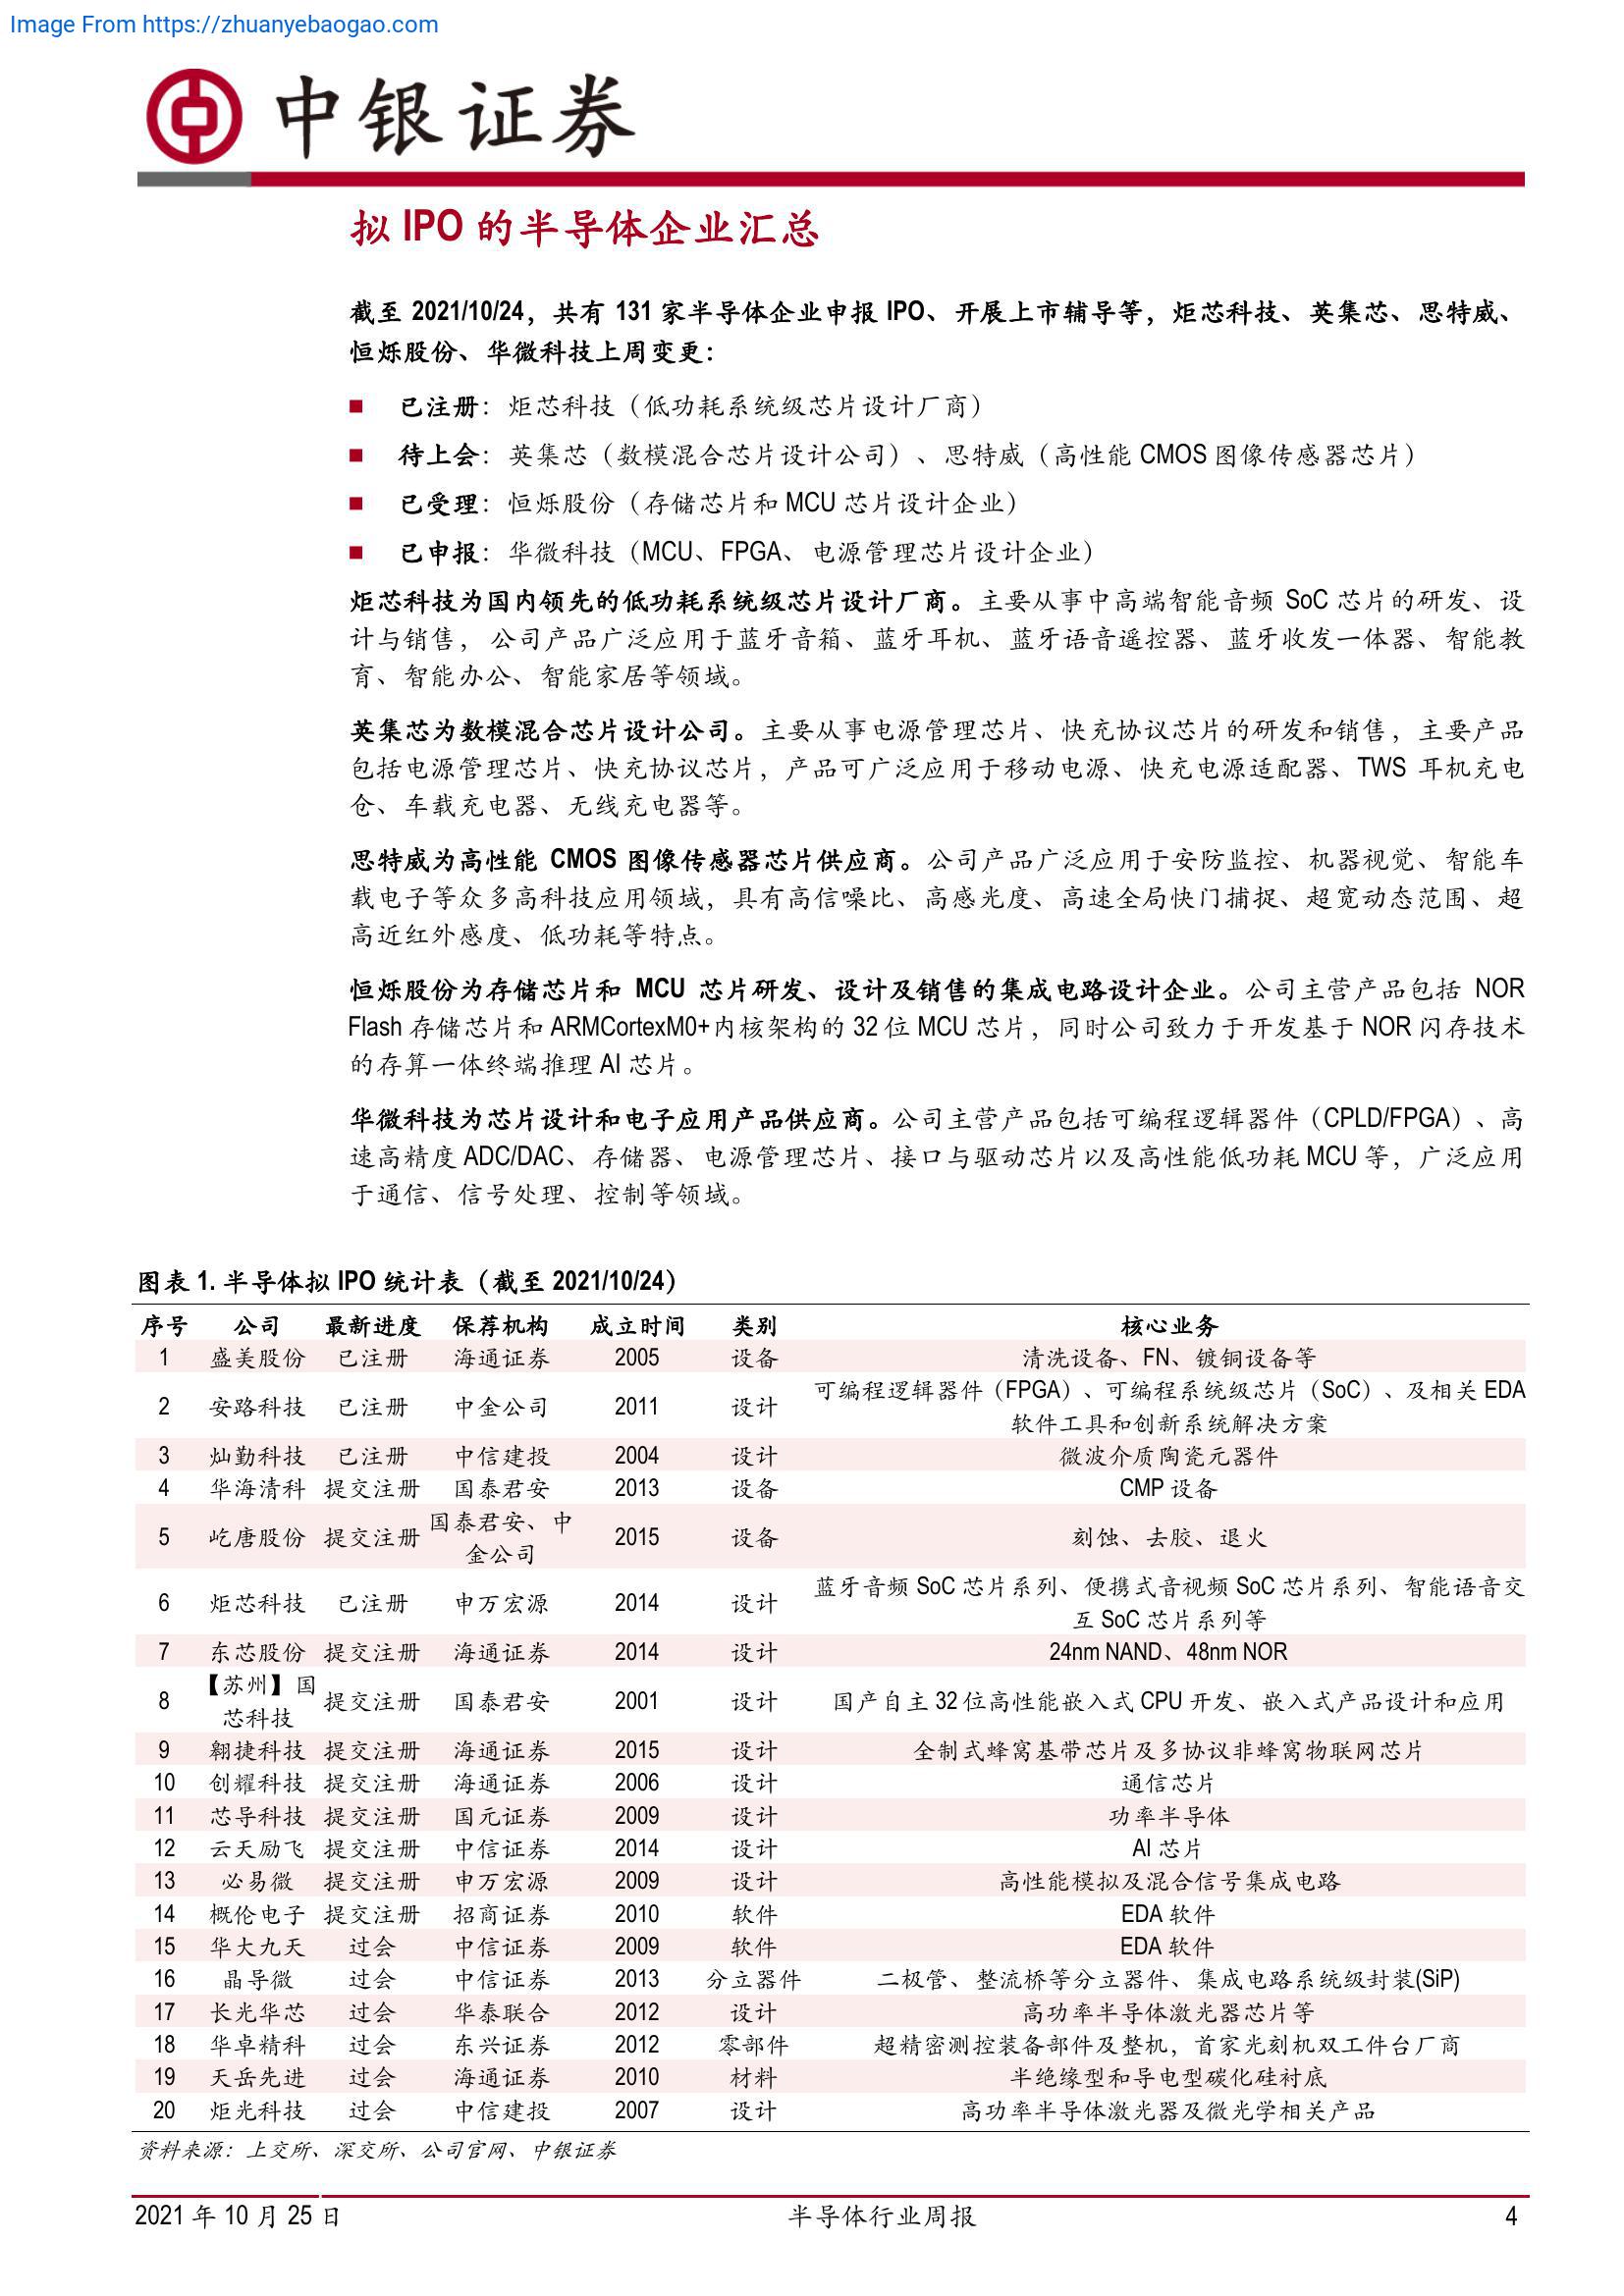 Image From https://zhuanyebaogao.com
中银证券
拟 IPO 的半导体企业汇总
截至 2021/10/24，共有 131 家半导体企业申报 IPO、开展上市辅导等，炬芯科技、英集芯、思特威、
恒烁股份、华微科技上周变更：
■ 已注册：炬芯科技（低功耗系统级芯片设计厂商）
■ 待上会：英集芯（数模混合芯片设计公司）、思特威（高性能 CMOS 图像传感器芯片）
■ 已受理：恒烁股份（存储芯片和 MCU 芯片设计企业）
■ 已申报：华微科技（MCU、FPGA、电源管理芯片设计企业）
炬芯科技为国内领先的低功耗系统级芯片设计厂商。主要从事中高端智能音频 SoC 芯片的研发、设
计与销售， 公司产品广泛应用于蓝牙音箱、蓝牙耳机、蓝牙语音遥控器、蓝牙收发一体器、智能教
育、智能办公、智能家居等领域。
英集芯为数模混合芯片设计公司。主要从事电源管理芯片、快充协议芯片的研发和销售，主要产品
包括电源管理芯片、快充协议芯片，产品可广泛应用于移动电源、快充电源适配器、TWS 耳机充电
仓、车载充电器、无线充电器等。
思特威为高性能 CMOS 图像传感器芯片供应商。公司产品广泛应用于安防监控、机器视觉、智能车
载电子等众多高科技应用领域，具有高信噪比、高感光度、高速全局快门捕捉、超宽动态范围、超
高近红外感度、低功耗等特点。
恒烁股份为存储芯片和 MCU 芯片研发、设计及销售的集成电路设计企业。公司主营产品包括 NOR
Flash 存储芯片和 ARMCortexM0+内核架构的 32 位 MCU 芯片，同时公司致力于开发基于 NOR 闪存技术
的存算一体终端推理 AI 芯片。
华微科技为芯片设计和电子应用产品供应商。公司主营产品包括可编程逻辑器件（CPLD/FPGA）、高
速高精度 ADC/DAC、存储器、电源管理芯片、接口与驱动芯片以及高性能低功耗 MCU 等，广泛应用
于通信、信号处理、控制等领域。
图表 1. 半导体拟 IPO 统计表（截至 2021/10/24）
序号 公司 最新进度 保荐机构 成立时间 类别 核心业务
1 盛美股份 已注册 海通证券 2005 设备 清洗设备、FN、镀铜设备等
2 安路科技 已注册 中金公司 2011 设计 可编程逻辑器件（FPGA）、可编程系统级芯片（SoC）、及相关 EDA
软件工具和创新系统解决方案
3 灿勤科技 已注册 中信建投 2004 设计 微波介质陶瓷元器件
4 华海清科 提交注册 国泰君安 2013 设备 CMP 设备
5 屹唐股份 提交注册 国泰君安、中
金公司 2015 设备 刻蚀、去胶、退火
6 炬芯科技 已注册 申万宏源 2014 设计 蓝牙音频 SoC 芯片系列、便携式音视频 SoC 芯片系列、智能语音交
互 SoC 芯片系列等
7 东芯股份 提交注册 海通证券 2014 设计 24nm NAND、48nm NOR
8 【苏州】国
芯科技 提交注册 国泰君安 2001 设计 国产自主 32 位高性能嵌入式 CPU 开发、嵌入式产品设计和应用
9 翱捷科技 提交注册 海通证券 2015 设计 全制式蜂窝基带芯片及多协议非蜂窝物联网芯片
10 创耀科技 提交注册 海通证券 2006 设计 通信芯片
11 芯导科技 提交注册 国元证券 2009 设计 功率半导体
12 云天励飞 提交注册 中信证券 2014 设计 AI 芯片
13 必易微 提交注册 申万宏源 2009 设计 高性能模拟及混合信号集成电路
14 概伦电子 提交注册 招商证券 2010 软件 EDA 软件
15 华大九天 过会 中信证券 2009 软件 EDA 软件
16 晶导微 过会 中信证券 2013 分立器件 二极管、整流桥等分立器件、集成电路系统级封装(SiP)
17 长光华芯 过会 华泰联合 2012 设计 高功率半导体激光器芯片等
18 华卓精科 过会 东兴证券 2012 零部件 超精密测控装备部件及整机，首家光刻机双工件台厂商
19 天岳先进 过会 海通证券 2010 材料 半绝缘型和导电型碳化硅衬底
20 炬光科技 过会 中信建投 2007 设计 高功率半导体激光器及微光学相关产品
资料来源：上交所、深交所、公司官网、中银证券
2021 年 10 月 25 日 半导体行业周报 4